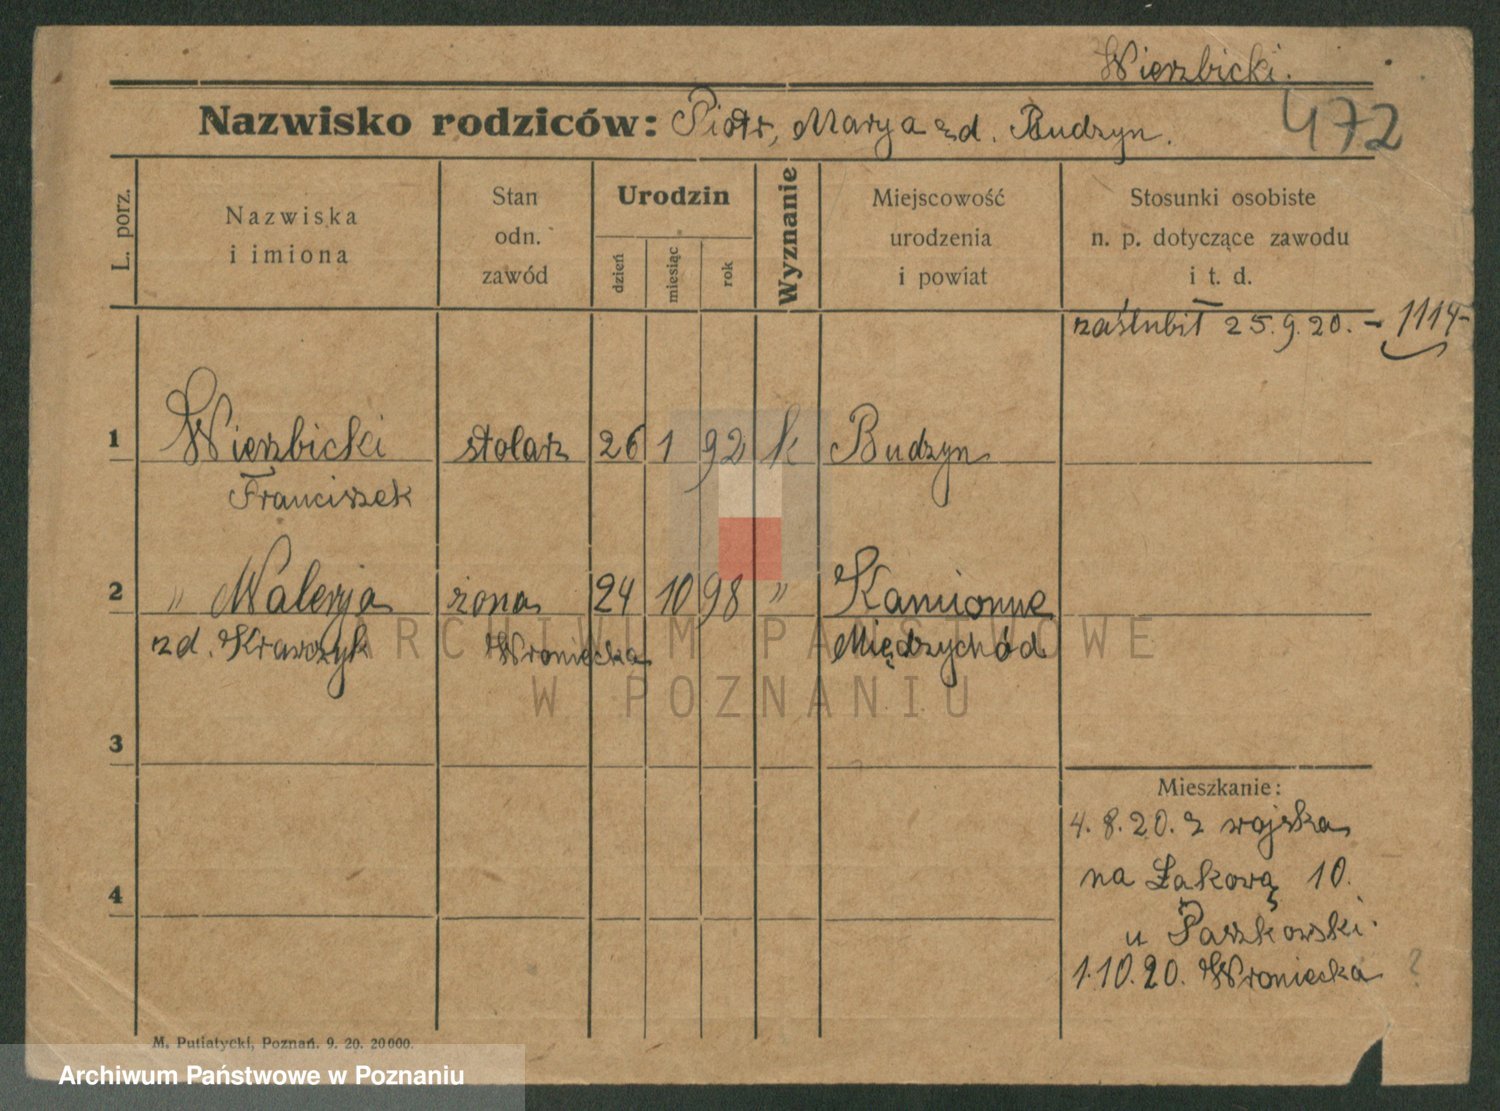 Wierzbicki.
472
Nazwisko rodziców: Piotr, Marya zd. Budzyn.
L. porz.
Nazwiska
i imiona
Stan
odn.
zawód
Urodzin
dzień
miesiąc
rok
Wyznanie
Miejscowość
urodzenia
i powiat
Stosunki osobiste
n. p. dotyczące zawodu
i t. d.
zaślubił 25.9.20. – 1114–
1 Wierzbicki stolarz 26 1 92 k Budzyn
Franciszek
2 " Walerja żona 24 10 98 " Kamionne
zd. Krawczyk Wroniecka Międzychód
3
Mieszkanie:
4.8.20. z wojska
na Łąkową 10.
4
u Paszkowski.
1.10.20. Wroniecka ?
M. Putiatycki, Poznań. 9. 20. 20000.
ARCHIWUM PAŃSTWOWE
W POZNANIU
Archiwum Państwowe w Poznaniu